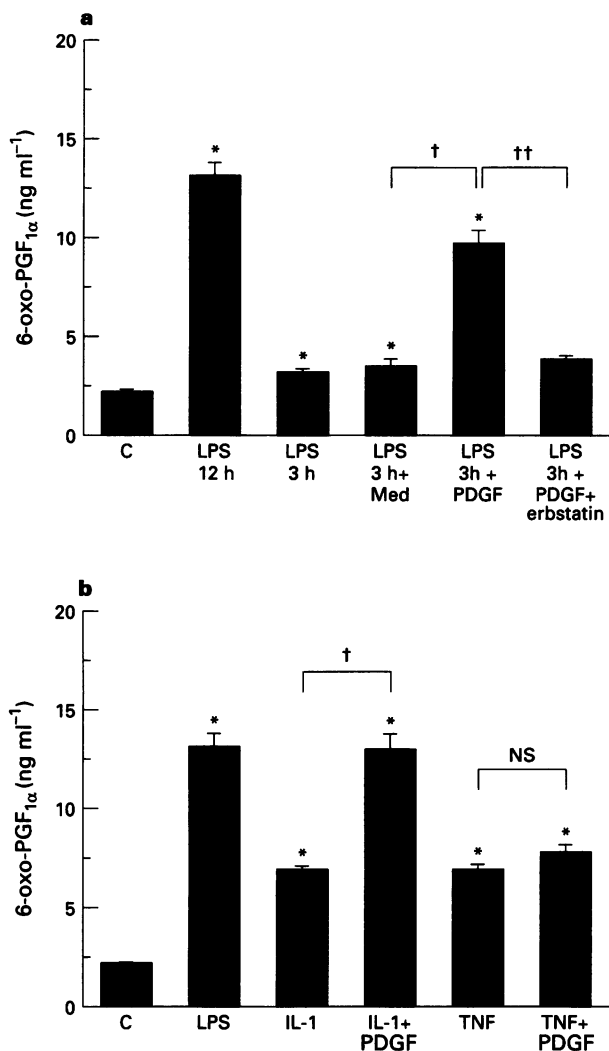 a
20
15
10
5
0
6-oxo-PGF1α (ng ml−1)
*
*
*
*
†
††
C
LPS
12 h
LPS
3 h
LPS
3 h+
Med
LPS
3h +
PDGF
LPS
3h +
PDGF+
erbstatin
b
20
15
10
5
0
6-oxo-PGF1α (ng ml−1)
*
*
*
*
*
†
NS
C
LPS
IL-1
IL-1+
PDGF
TNF
TNF+
PDGF